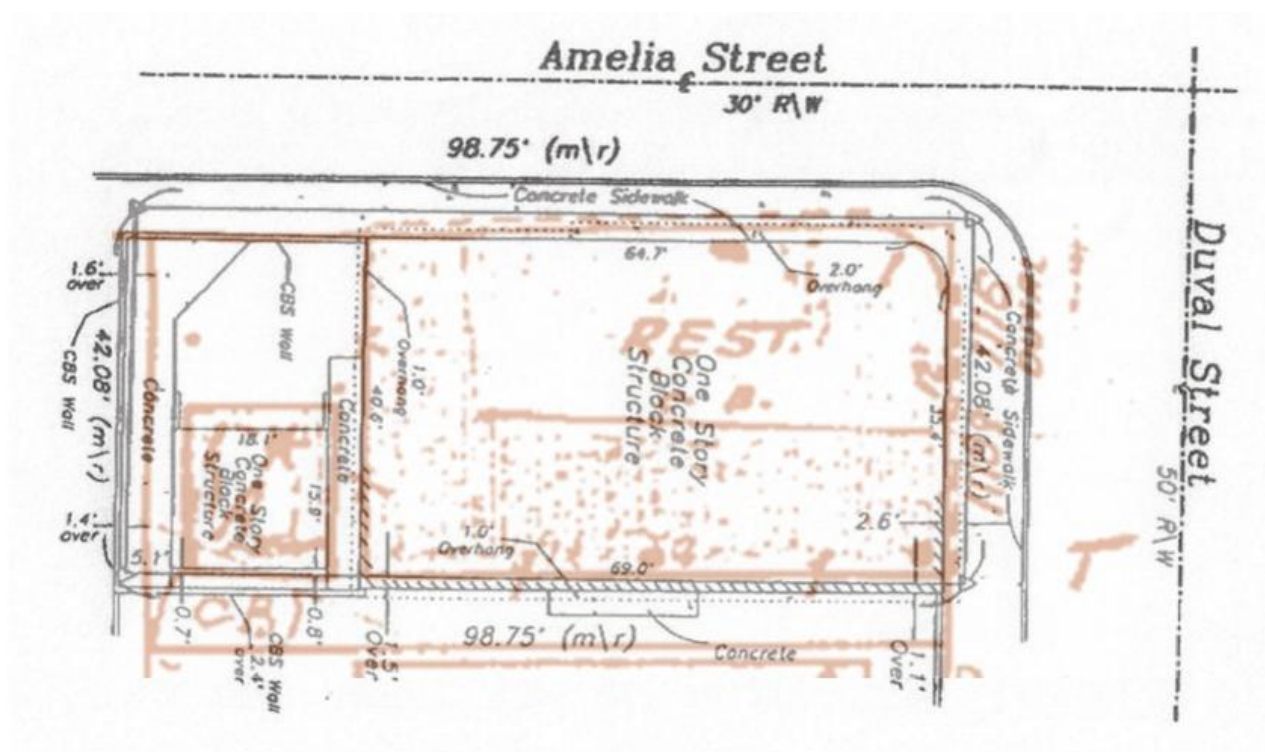 Amelia Street
30' R\W
98.75' (m\r)
Concrete Sidewalk
64.7'
2.0'
Overhang
1.6'
over
CBS Wall
1.0'
Overhang
Duval Street
50' R\W
Concrete Sidewalk
42.08' (m\r)
REST.
One Story
Concrete
Block
Structure
42.08' (m\r)
CBS Wall
Concrete
40.6'
Concrete
35.4'
18.1'
One Story
Concrete
Block
Structure
15.8'
1.4'
over
5.1'
2.6'
1.0'
Overhang
69.0'
(C.B.)
0.7'
0.8'
CBS Wall
2.4'
over
1.5'
Over
98.75' (m\r)
Concrete
1.1'
Over